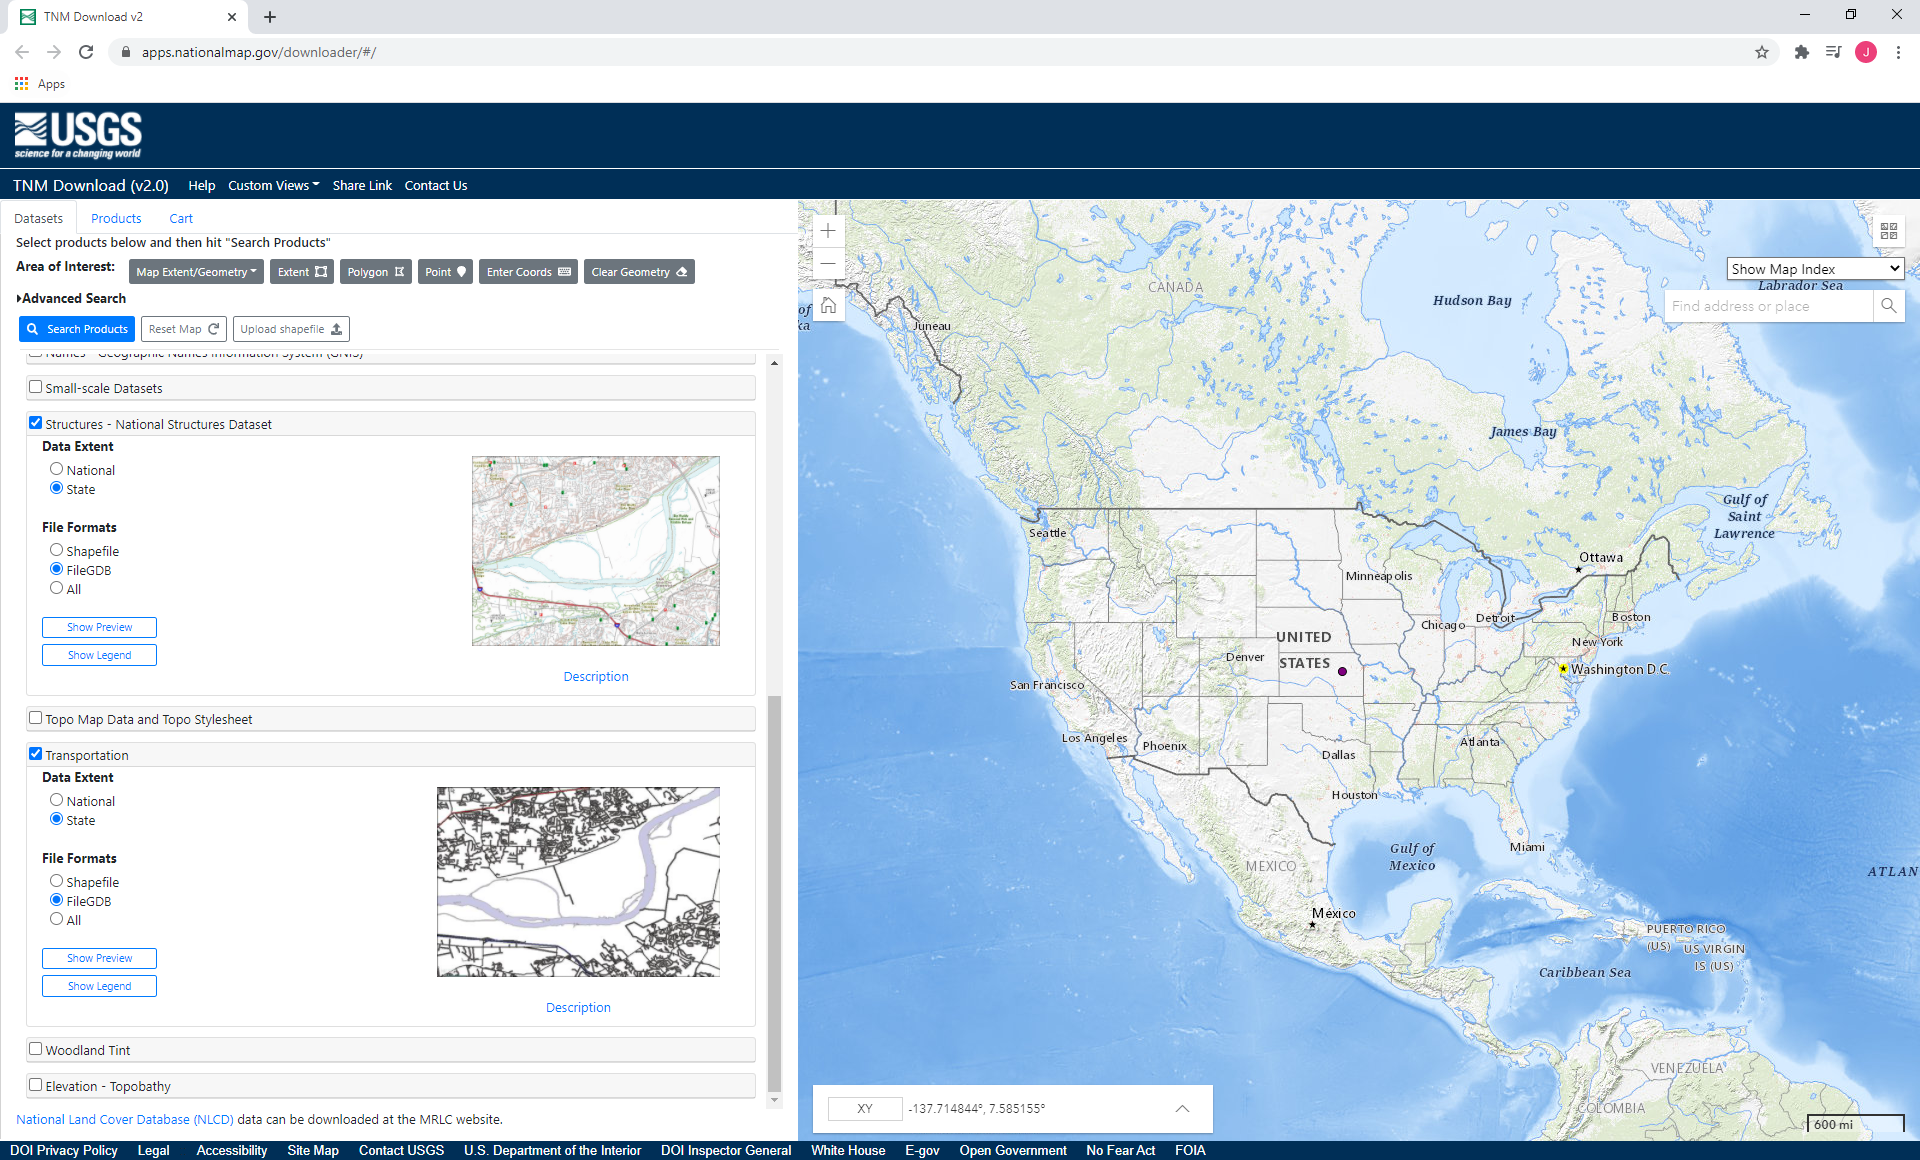 TNM Download v2
apps.nationalmap.gov/downloader/#/
J
Apps
USGS
science for a changing world
TNM Download (v2.0) Help Custom Views Share Link Contact Us
Datasets Products Cart
Select products below and then hit "Search Products"
Area of Interest: Map Extent/Geometry Extent Polygon Point Enter Coords Clear Geometry
Advanced Search
Search Products Reset Map Upload shapefile
Names - Geographic Names Information System (GNIS)
Small-scale Datasets
Structures - National Structures Dataset
Data Extent
National
State
File Formats
Shapefile
FileGDB
All
Show Preview
Show Legend
Description
Topo Map Data and Topo Stylesheet
Transportation
Data Extent
National
State
File Formats
Shapefile
FileGDB
All
Show Preview
Show Legend
Description
Woodland Tint
Elevation - Topobathy
National Land Cover Database (NLCD) data can be downloaded at the MRLC website.
Show Map Index
Labrador Sea
Find address or place
CANADA
Hudson Bay
of
ka
Juneau
James Bay
Gulf of
Saint
Lawrence
Seattle
Ottawa
Minneapolis
Chicago
Detroit
Boston
New York
UNITED
STATES
Denver
Washington D.C.
San Francisco
Los Angeles
Phoenix
Atlanta
Dallas
Houston
Miami
Gulf of
Mexico
MEXICO
ATLAN
México
PUERTO RICO
(US)
US VIRGIN
IS (US)
Caribbean Sea
VENEZUELA
COLOMBIA
XY -137.714844°, 7.585155°
600 mi
DOI Privacy Policy Legal Accessibility Site Map Contact USGS U.S. Department of the Interior DOI Inspector General White House E-gov Open Government No Fear Act FOIA